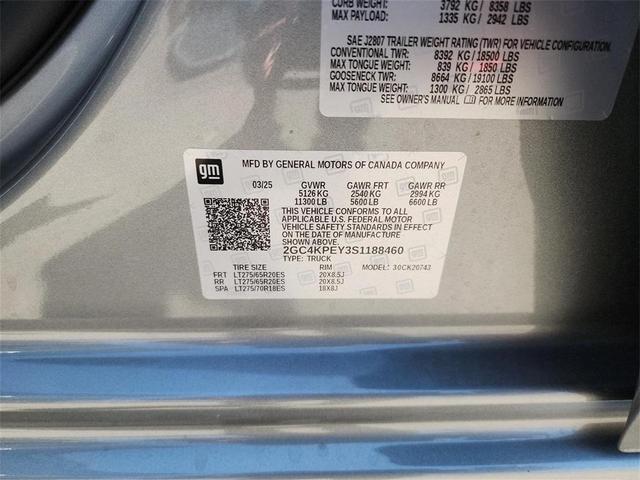 CURB WEIGHT: 3792 KG / 8358 LBS
MAX PAYLOAD: 1335 KG / 2942 LBS
SAE J2807 TRAILER WEIGHT RATING (TWR) FOR VEHICLE CONFIGURATION.
CONVENTIONAL TWR: 8392 KG / 18500 LBS
MAX TONGUE WEIGHT: 839 KG / 1850 LBS
GOOSENECK TWR: 8664 KG / 19100 LBS
MAX TONGUE WEIGHT: 1300 KG / 2865 LBS
SEE OWNER'S MANUAL FOR MORE INFORMATION
gm
MFD BY GENERAL MOTORS OF CANADA COMPANY
03/25 GVWR GAWR FRT GAWR RR
5126 KG 2540 KG 2994 KG
11300 LB 5600 LB 6600 LB
THIS VEHICLE CONFORMS TO ALL
APPLICABLE U.S. FEDERAL MOTOR
VEHICLE SAFETY STANDARDS IN EFFECT
ON THE DATE OF MANUFACTURE
SHOWN ABOVE
2GC4KPEY3S1188460
TYPE: TRUCK
TIRE SIZE RIM MODEL: 30CK20743
FRT LT275/65R20ES 20X8.5J
RR LT275/65R20ES 20X8.5J
SPA LT275/70R18ES 18X8J